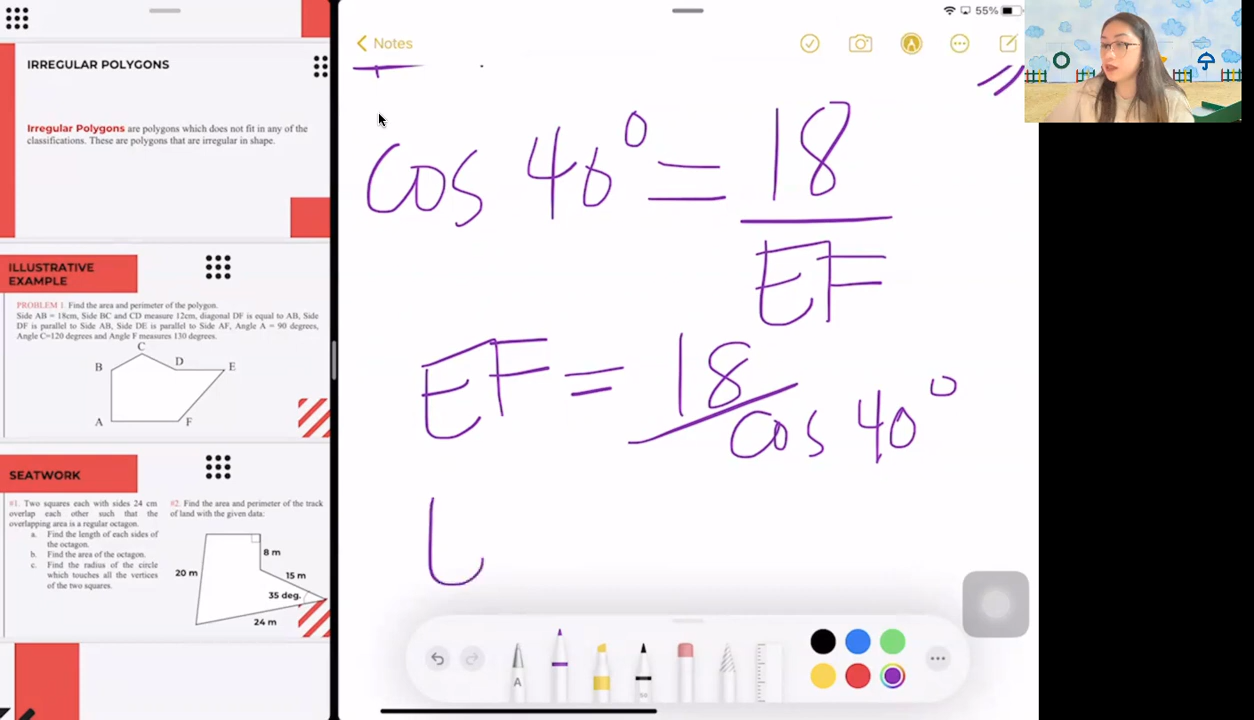 IRREGULAR POLYGONS
Irregular Polygons are polygons which does not fit in any of the
classifications. These are polygons that are irregular in shape.
ILLUSTRATIVE
EXAMPLE
PROBLEM 1. Find the area and perimeter of the polygon.
Side AB = 18cm, Side BC and CD measure 12cm, diagonal DF is equal to AB, Side
DF is parallel to Side AB, Side DE is parallel to Side AF, Angle A = 90 degrees,
Angle C=120 degrees and Angle F measures 130 degrees.
C
B
D
E
A
F
SEATWORK
#1. Two squares each with sides 24 cm
overlap each other such that the
overlapping area is a regular octagon.
a. Find the length of each sides of
the octagon.
b. Find the area of the octagon.
c. Find the radius of the circle
which touches all the vertices
of the two squares.
#2. Find the area and perimeter of the track
of land with the given data:
8 m
20 m
15 m
35 deg.
24 m
Notes
55%
cos 40° = 18
EF
EF = 18
cos 40°
A